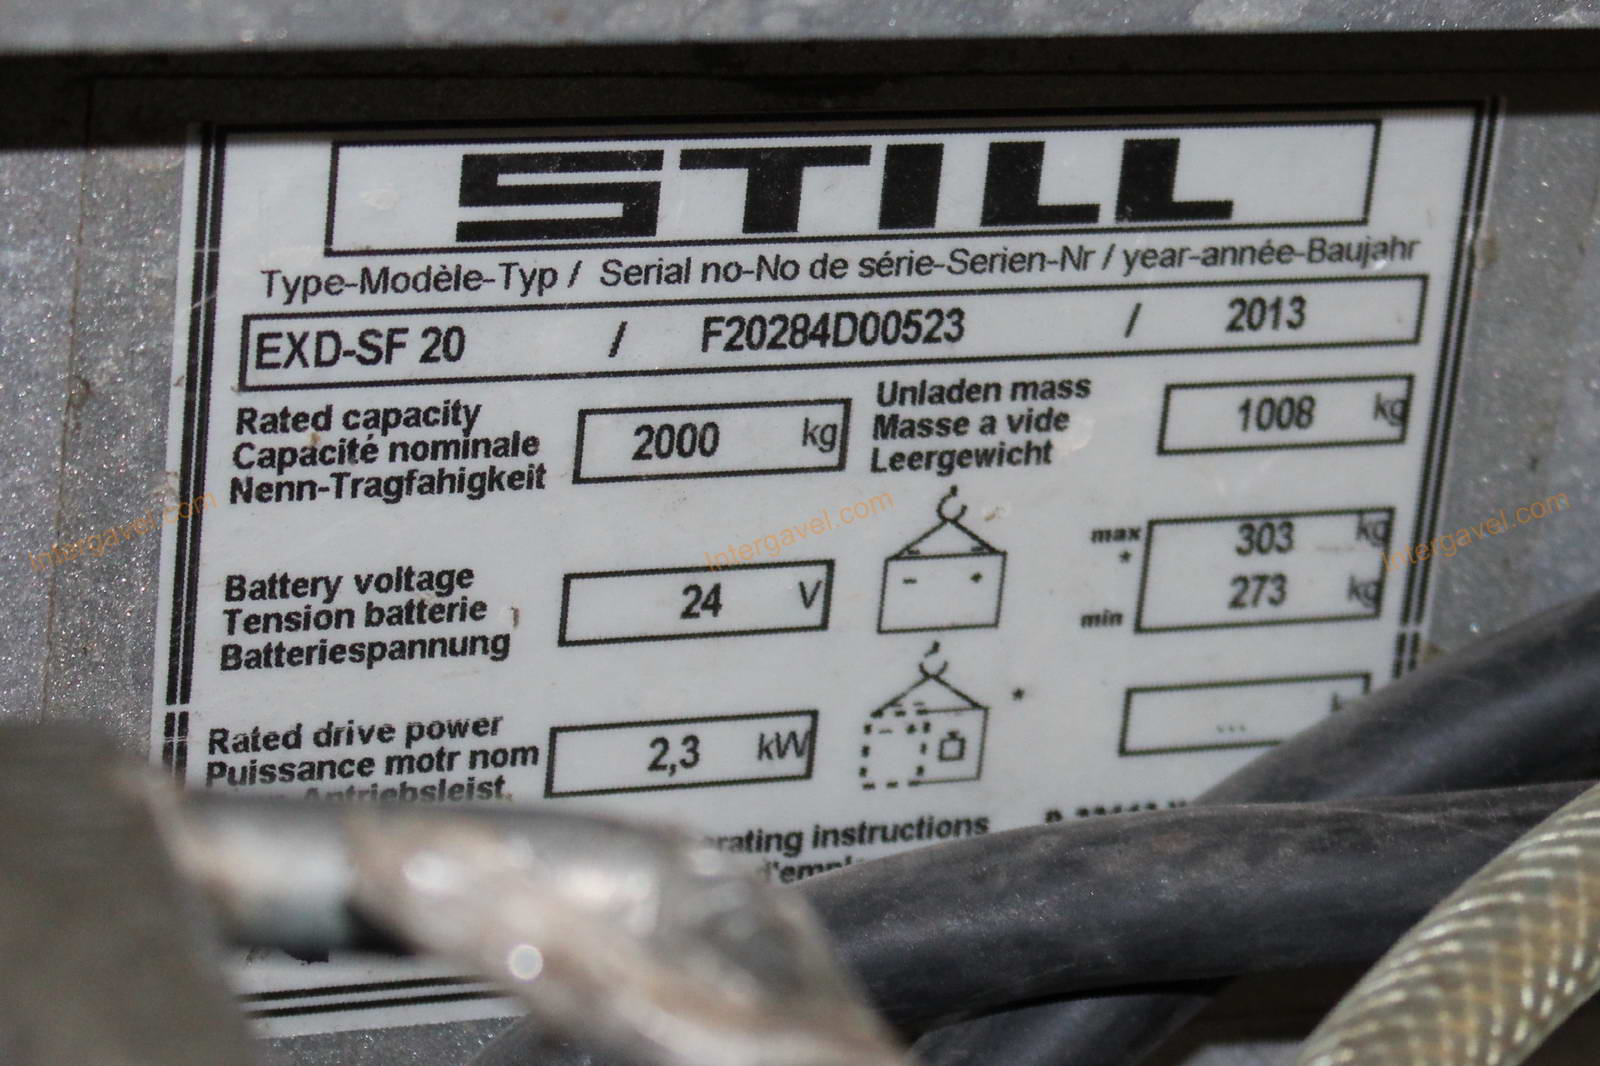 STILL
Type-Modèle-Typ / Serial no-No de série-Serien-Nr / year-année-Baujahr
EXD-SF 20 / F20284D00523 / 2013
Rated capacity
Capacité nominale
Nenn-Tragfahigkeit
2000 kg
Unladen mass
Masse a vide
Leergewicht
1008 kg
Battery voltage
Tension batterie
Batteriespannung
24 V
- +
max
*
min
303 kg
273 kg
Rated drive power
Puissance motr nom
Antriebsleist.
2,3 kW
- +
*
...
instructions
Intergavel.com
Intergavel.com
Intergavel.com